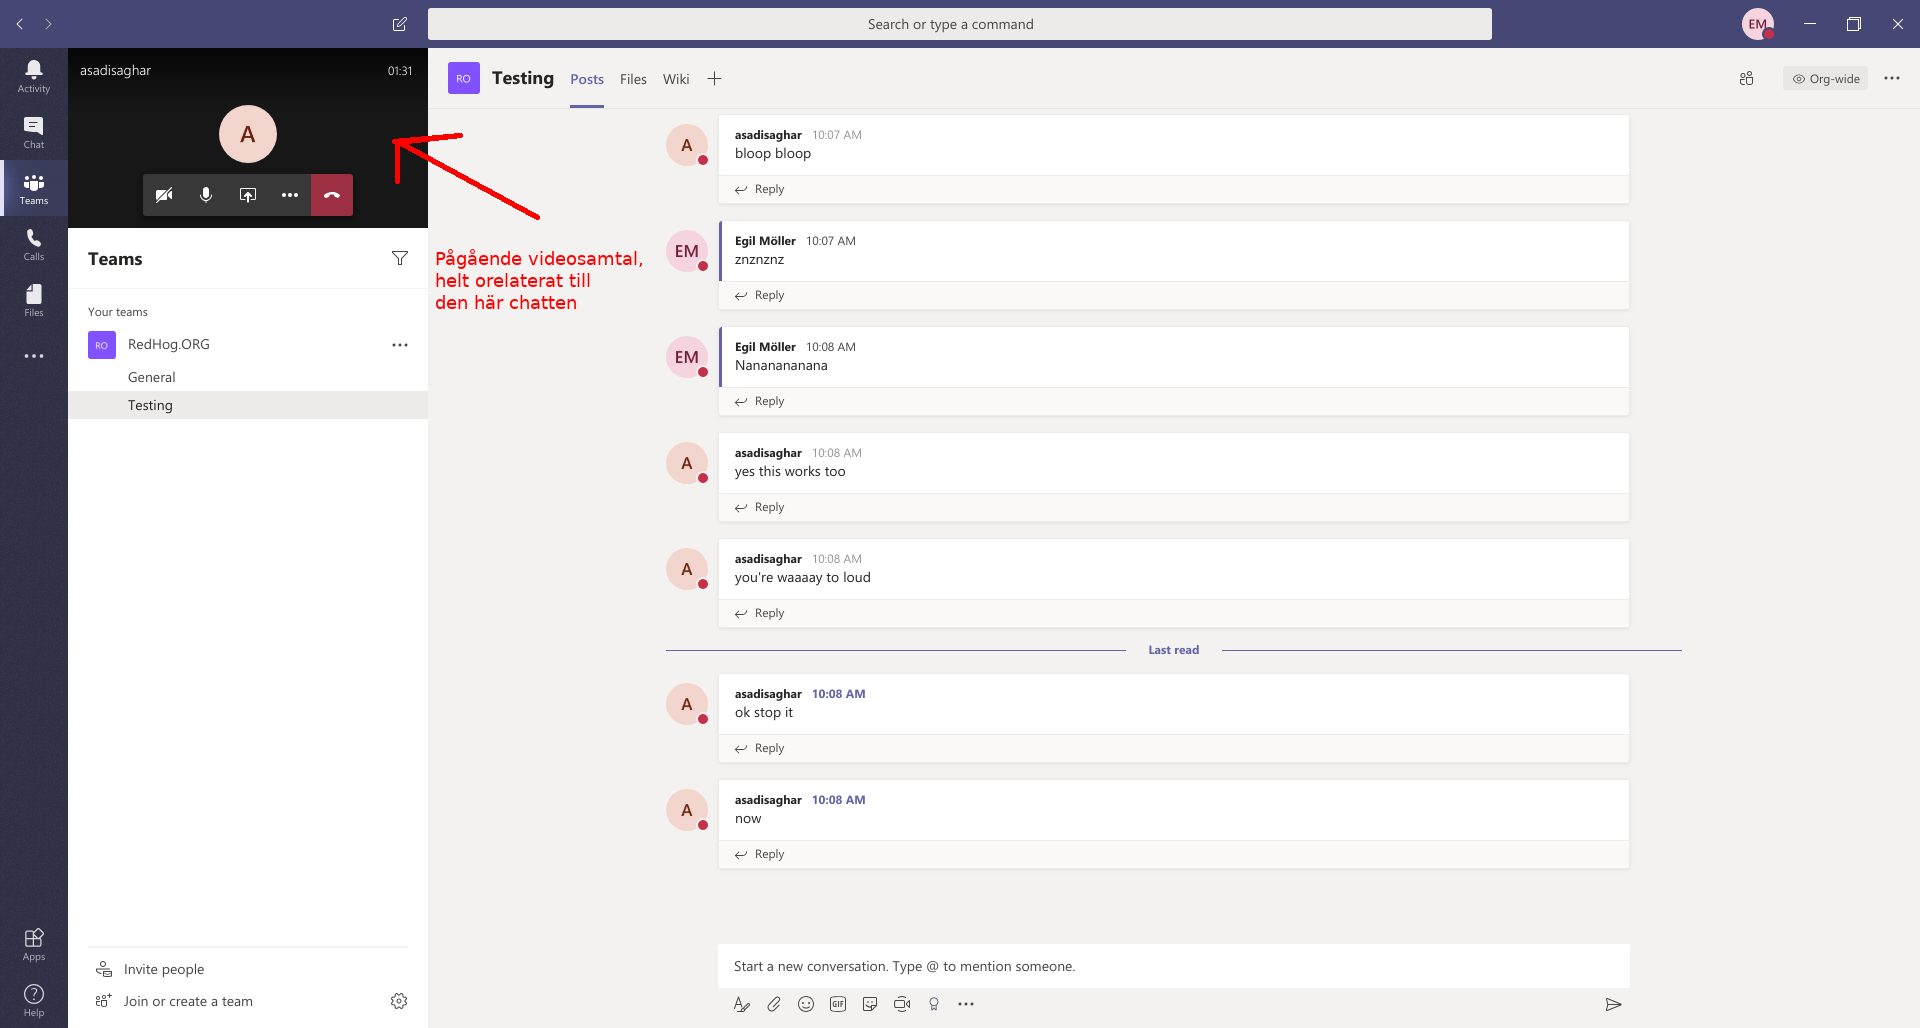 Search or type a command
EM
Activity
Chat
Teams
Calls
Files
Apps
Help
asadisaghar
01:31
A
Teams
Your teams
RO
RedHog.ORG
General
Testing
Invite people
Join or create a team
Pågående videosamtal,
helt orelaterat till
den här chatten
RO
Testing
Posts
Files
Wiki
Org-wide
A
asadisaghar 10:07 AM
bloop bloop
Reply
EM
Egil Möller 10:07 AM
znznznz
Reply
EM
Egil Möller 10:08 AM
Nanananananana
Reply
A
asadisaghar 10:08 AM
yes this works too
Reply
A
asadisaghar 10:08 AM
you're waaaay to loud
Reply
Last read
A
asadisaghar 10:08 AM
ok stop it
Reply
A
asadisaghar 10:08 AM
now
Reply
Start a new conversation. Type @ to mention someone.
GIF